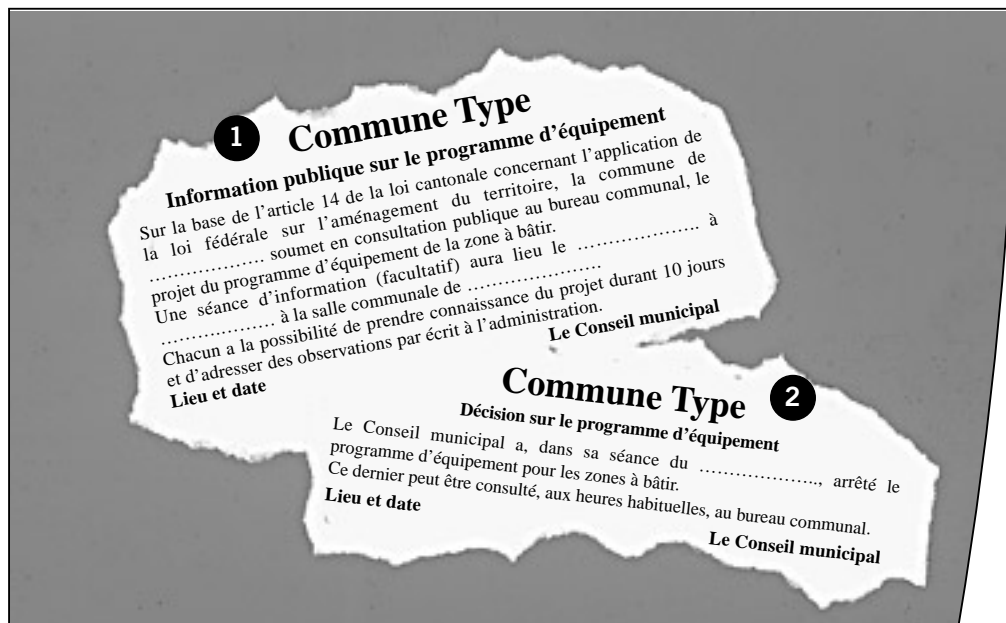 1
Commune Type
Information publique sur le programme d’équipement
Sur la base de l’article 14 de la loi cantonale concernant l’application de
la loi fédérale sur l’aménagement du territoire, la commune de
………………… soumet en consultation publique au bureau communal, le
projet du programme d’équipement de la zone à bâtir.
Une séance d’information (facultatif) aura lieu le ………………….. à
………………… à la salle communale de ……………………
Chacun a la possibilité de prendre connaissance du projet durant 10 jours
et d’adresser des observations par écrit à l’administration.
Le Conseil municipal
Lieu et date
Commune Type
2
Décision sur le programme d’équipement
Le Conseil municipal a, dans sa séance du ………………….., arrêté le
programme d’équipement pour les zones à bâtir.
Ce dernier peut être consulté, aux heures habituelles, au bureau communal.
Lieu et date
Le Conseil municipal